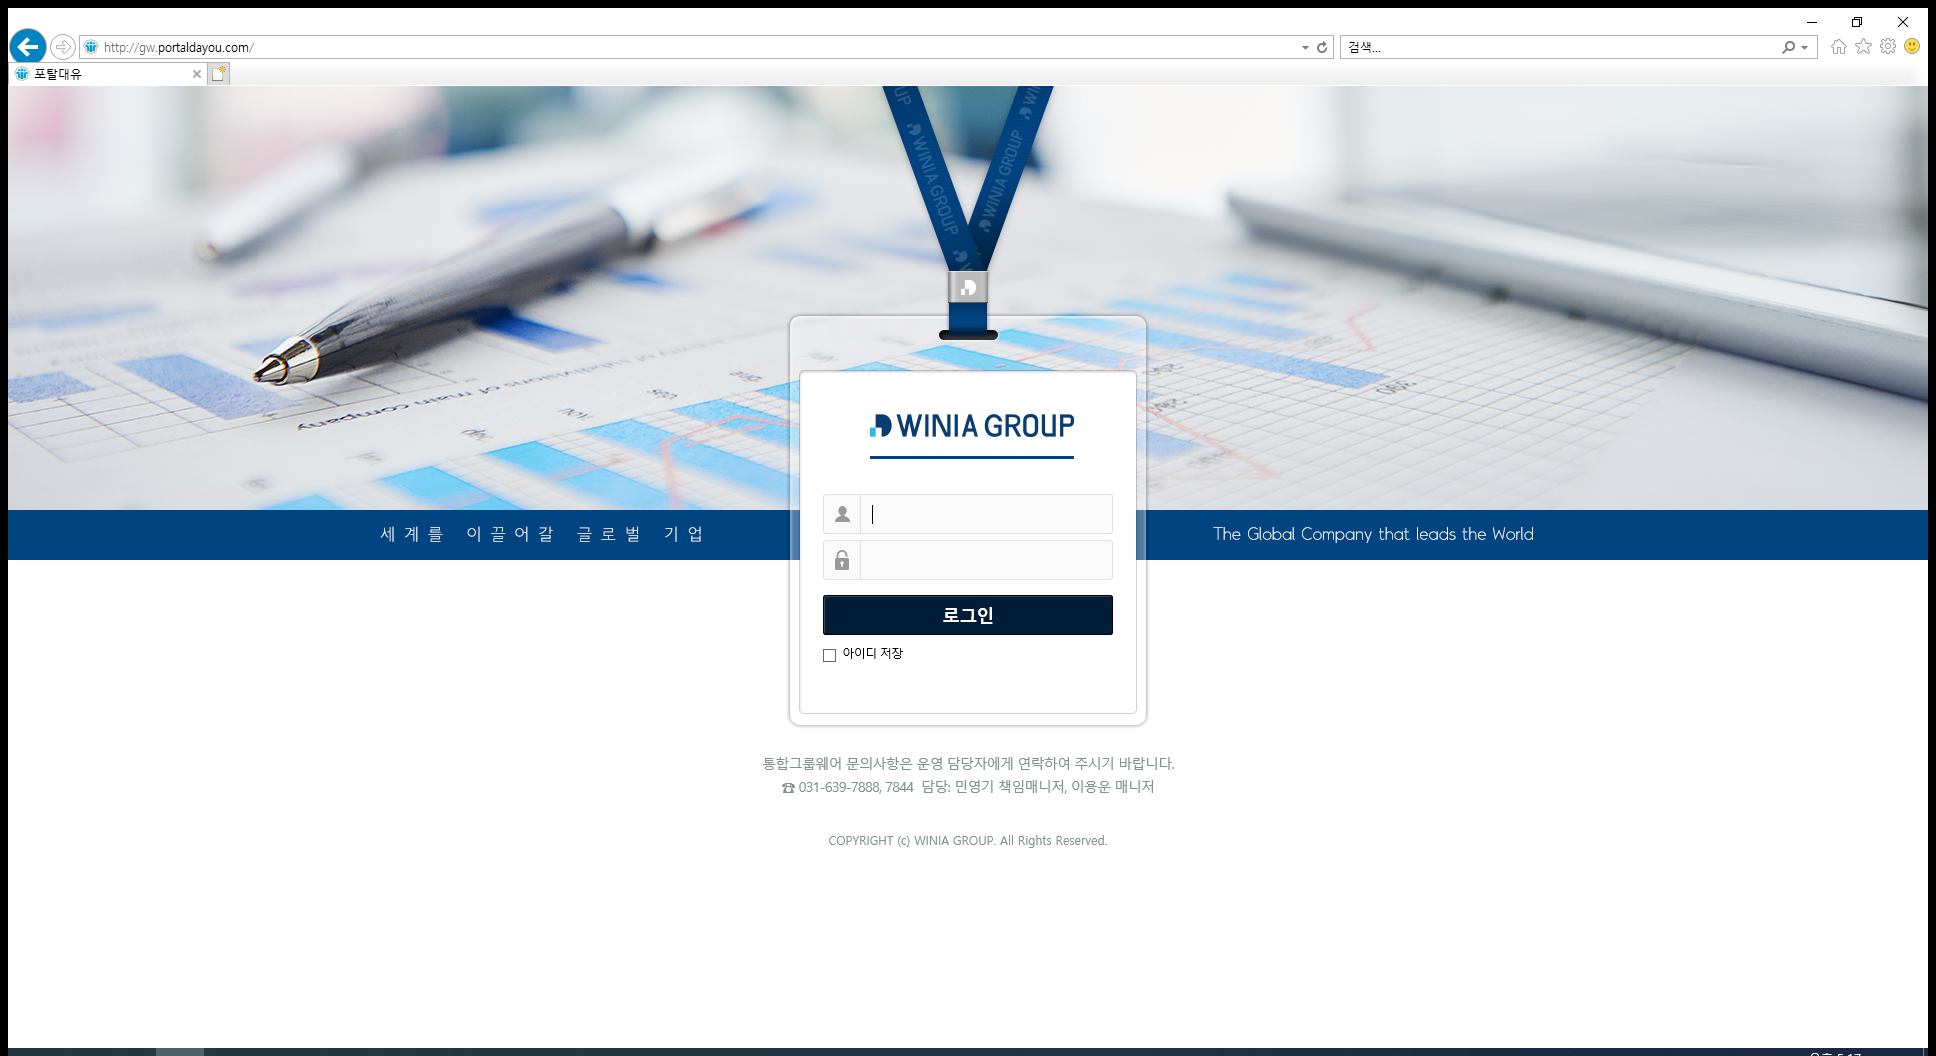 http://gw.portaldayou.com/
검색...
포탈대유
WINIA GROUP
WINIA GROUP
WINIA GROUP
세계를 이끌어갈 글로벌 기업
The Global Company that leads the World
로그인
아이디 저장
통합그룹웨어 문의사항은 운영 담당자에게 연락하여 주시기 바랍니다.
☎ 031-639-7888, 7844 담당: 민영기 책임매니저, 이용운 매니저
COPYRIGHT (c) WINIA GROUP. All Rights Reserved.